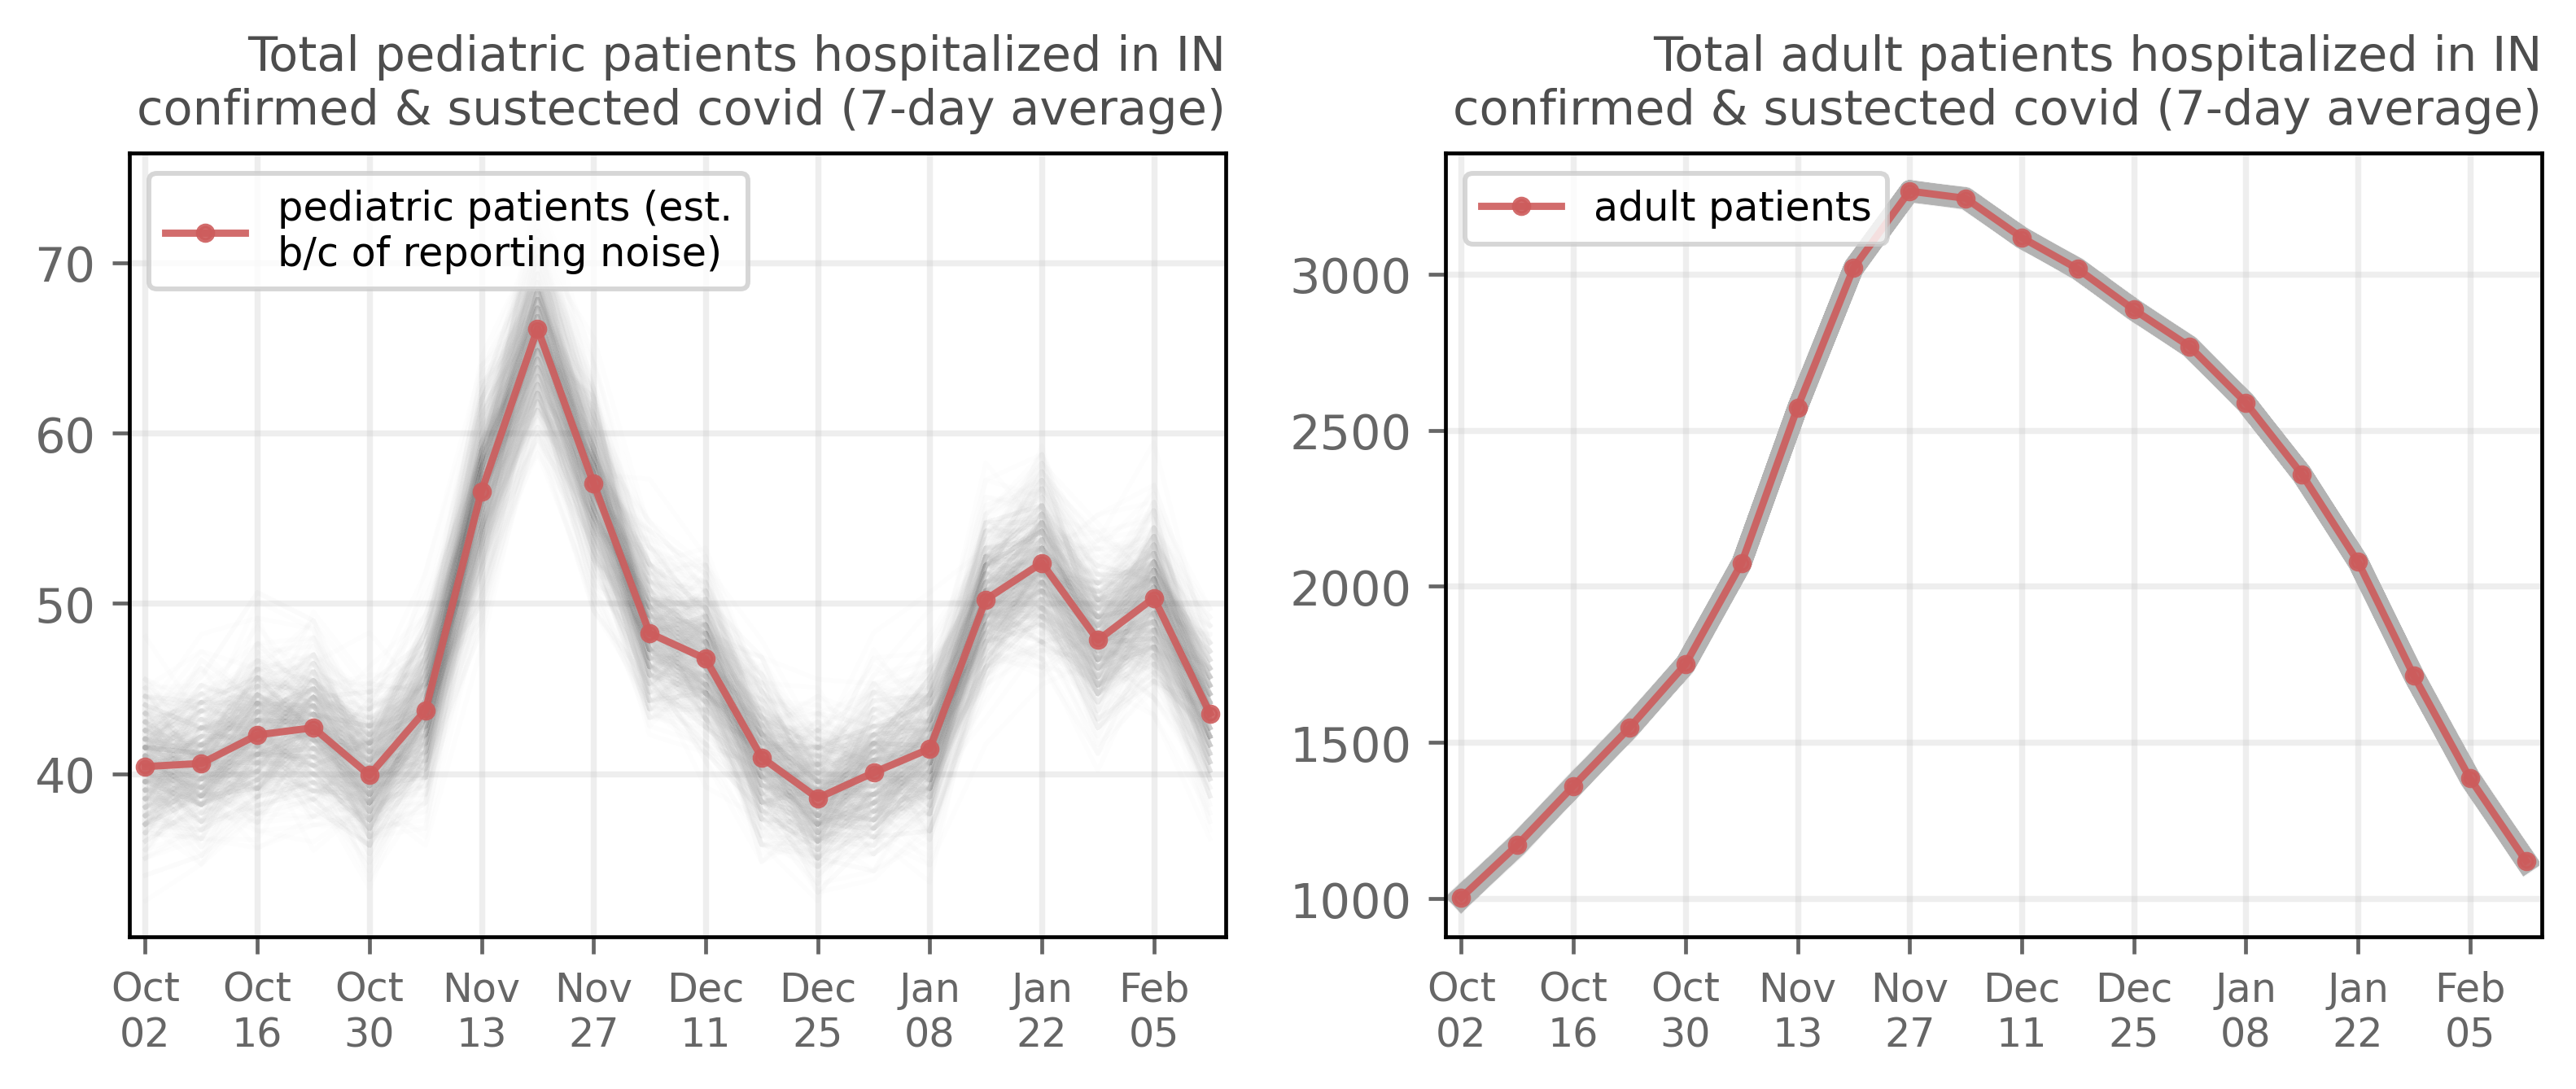 Total pediatric patients hospitalized in IN
confirmed & sustected covid (7-day average)
pediatric patients (est.
b/c of reporting noise)
70
60
50
40
Oct Oct Oct Nov Nov Dec Dec Jan Jan Feb
02 16 30 13 27 11 25 08 22 05
Total adult patients hospitalized in IN
confirmed & sustected covid (7-day average)
adult patients
3000
2500
2000
1500
1000
Oct Oct Oct Nov Nov Dec Dec Jan Jan Feb
02 16 30 13 27 11 25 08 22 05